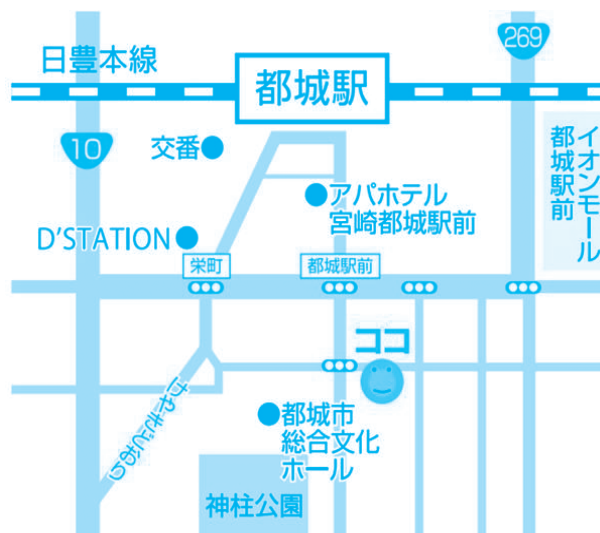 269
日豊本線
都城駅
10
交番
イオンモール
都城駅前
アパホテル
宮崎都城駅前
D'STATION
栄町
都城駅前
ココ
けやきどおり
都城市
総合文化
ホール
神柱公園